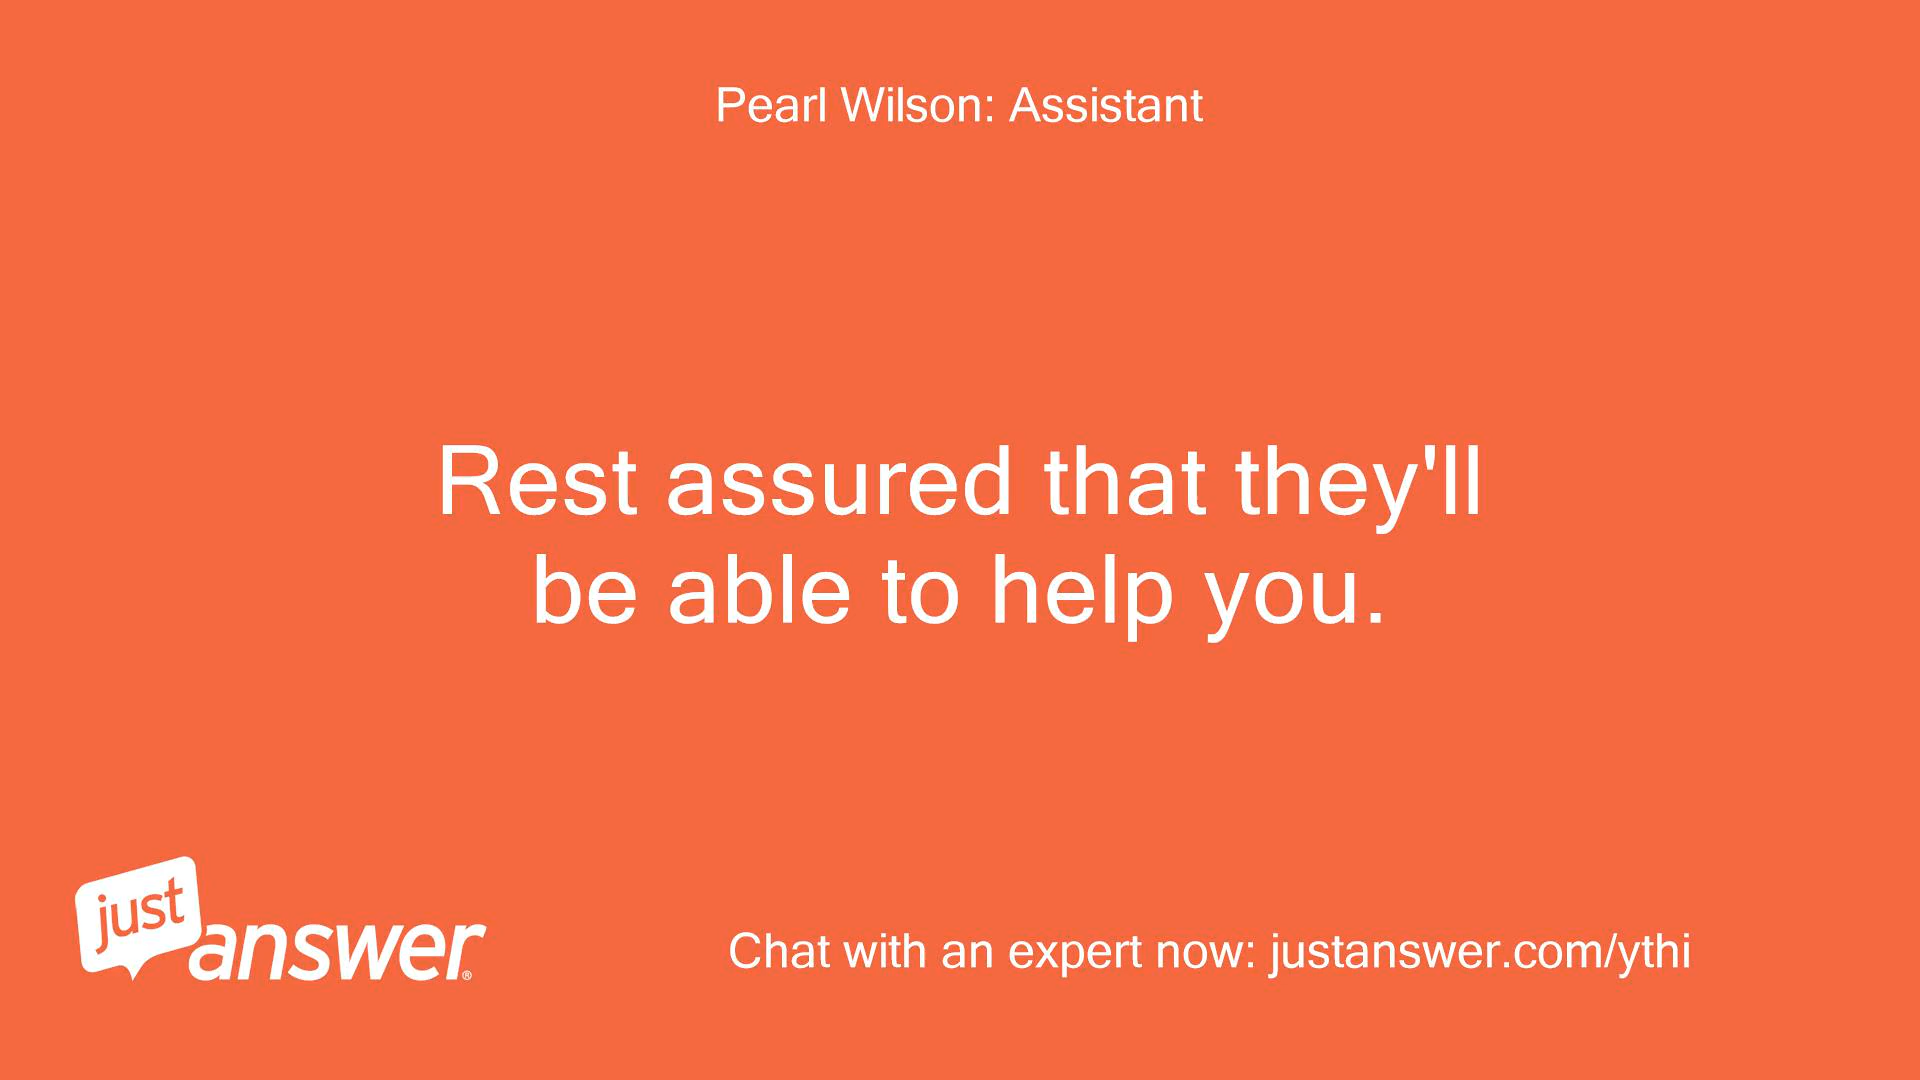 Pearl Wilson: Assistant
Rest assured that they'll
be able to help you.
just
answer®
Chat with an expert now: justanswer.com/ythi